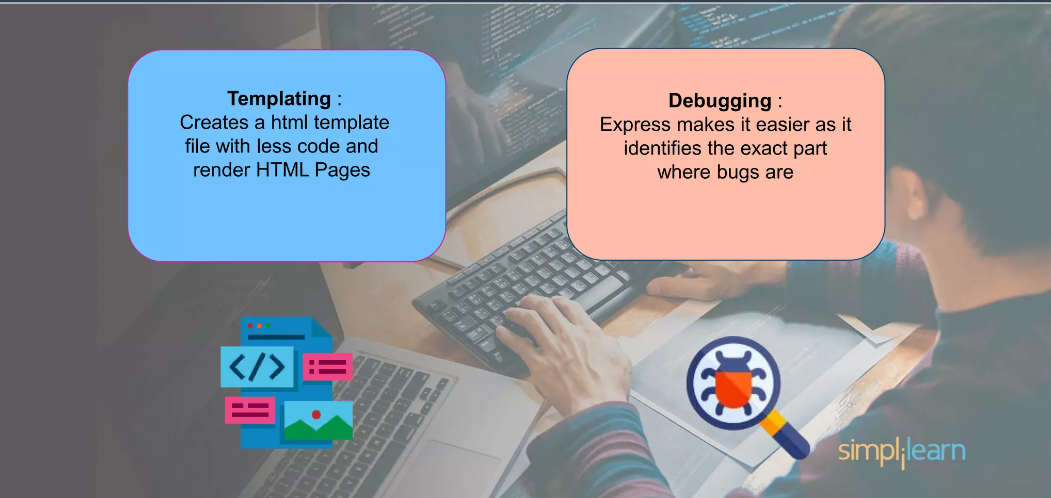 Templating :
Creates a html template
file with less code and
render HTML Pages
Debugging :
Express makes it easier as it
identifies the exact part
where bugs are
</>
simplilearn